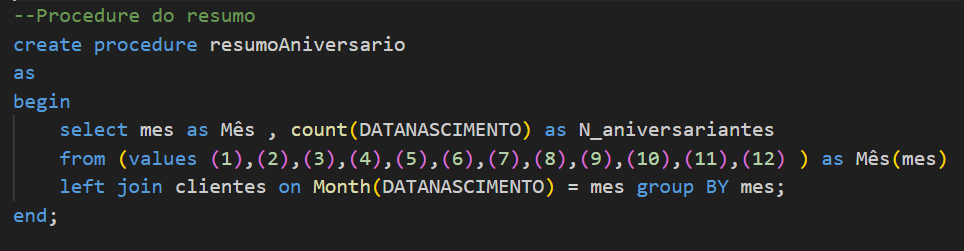 --Procedure do resumo
create procedure resumoAniversario
as
begin
select mes as Mês , count(DATANASCIMENTO) as N_aniversariantes
from (values (1),(2),(3),(4),(5),(6),(7),(8),(9),(10),(11),(12) ) as Mês(mes)
left join clientes on Month(DATANASCIMENTO) = mes group BY mes;
end;